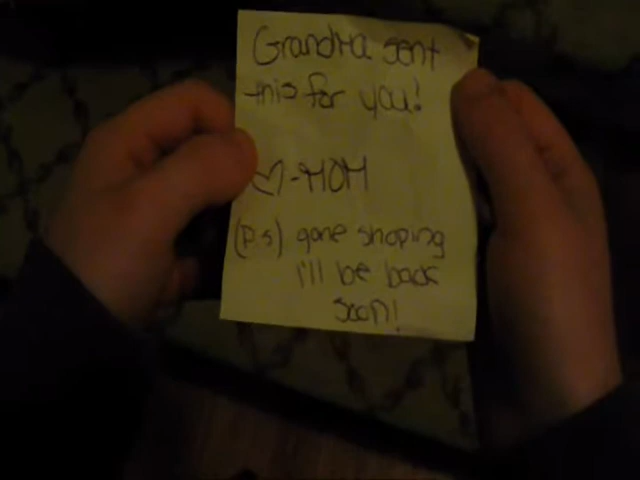 Grandma sent
this for you!
♡-MOM
(P.s) gone shoping
i'll be back
soon!